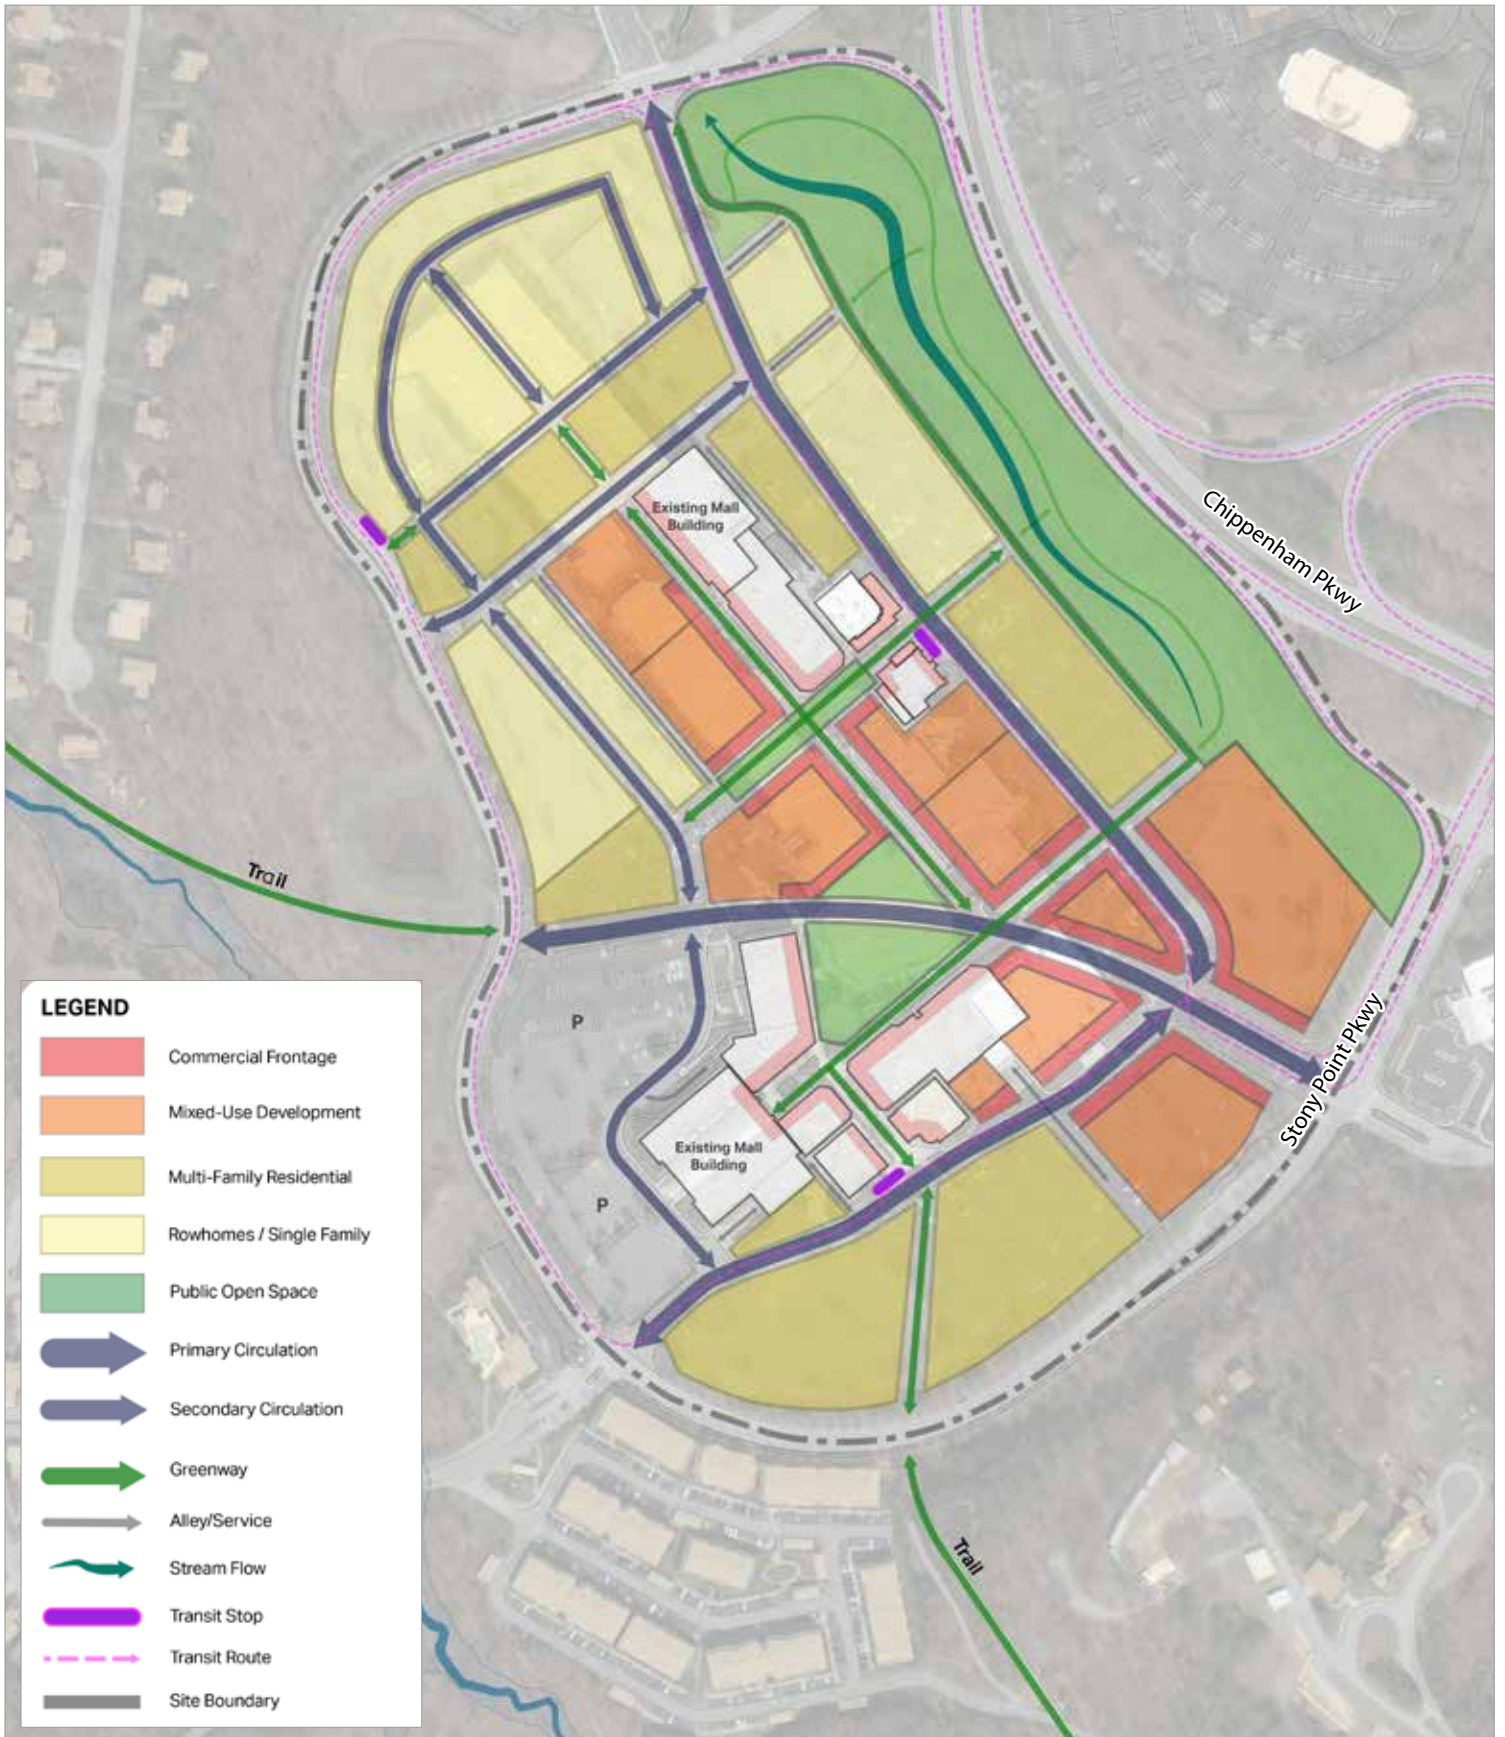 Existing Mall
Building
Chippenham Pkwy
Trail
P
Stony Point Pkwy
Existing Mall
Building
P
Trail
LEGEND
Commercial Frontage
Mixed-Use Development
Multi-Family Residential
Rowhomes / Single Family
Public Open Space
Primary Circulation
Secondary Circulation
Greenway
Alley/Service
Stream Flow
Transit Stop
Transit Route
Site Boundary